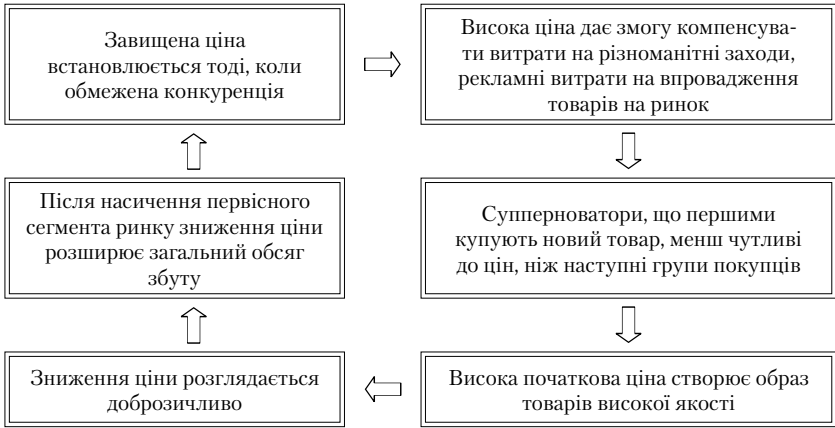 Завищена ціна
встановлюється тоді, коли
обмежена конкуренція
Висока ціна дає змогу компенсува-
ти витрати на різноманітні заходи,
рекламні витрати на впровадження
товарів на ринок
Після насичення первісного
сегмента ринку зниження ціни
розширює загальний обсяг
збуту
Супперноватори, що першими
купують новий товар, менш чутливі
до цін, ніж наступні групи покупців
Зниження ціни розглядається
доброзичливо
Висока початкова ціна створює образ
товарів високої якості